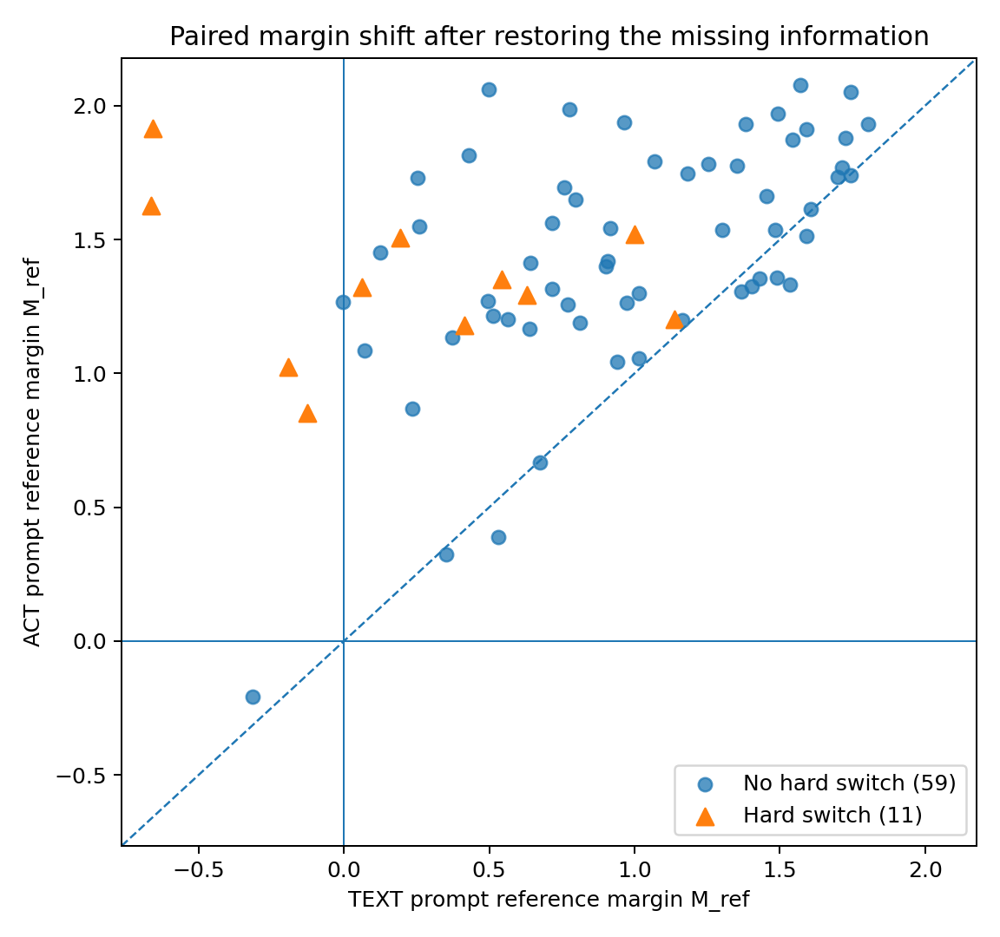 Paired margin shift after restoring the missing information
ACT prompt reference margin M_ref
2.0
1.5
1.0
0.5
0.0
−0.5
No hard switch (59)
Hard switch (11)
−0.5
0.0
0.5
1.0
1.5
2.0
TEXT prompt reference margin M_ref